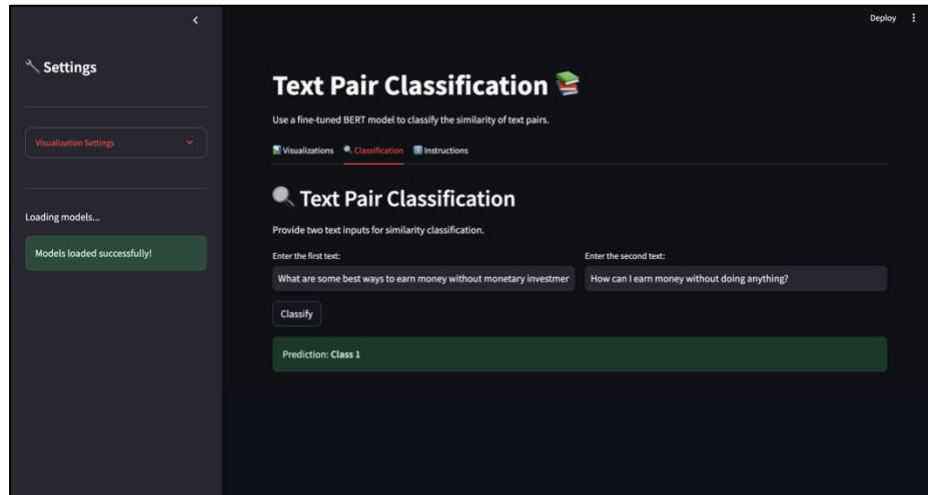 Deploy
Settings
Visualization Settings
Loading models...
Models loaded successfully!
Text Pair Classification
Use a fine-tuned BERT model to classify the similarity of text pairs.
Visualizations Classification Instructions
Text Pair Classification
Provide two text inputs for similarity classification.
Enter the first text: Enter the second text:
What are some best ways to earn money without monetary investmer How can I earn money without doing anything?
Classify
Prediction: Class 1